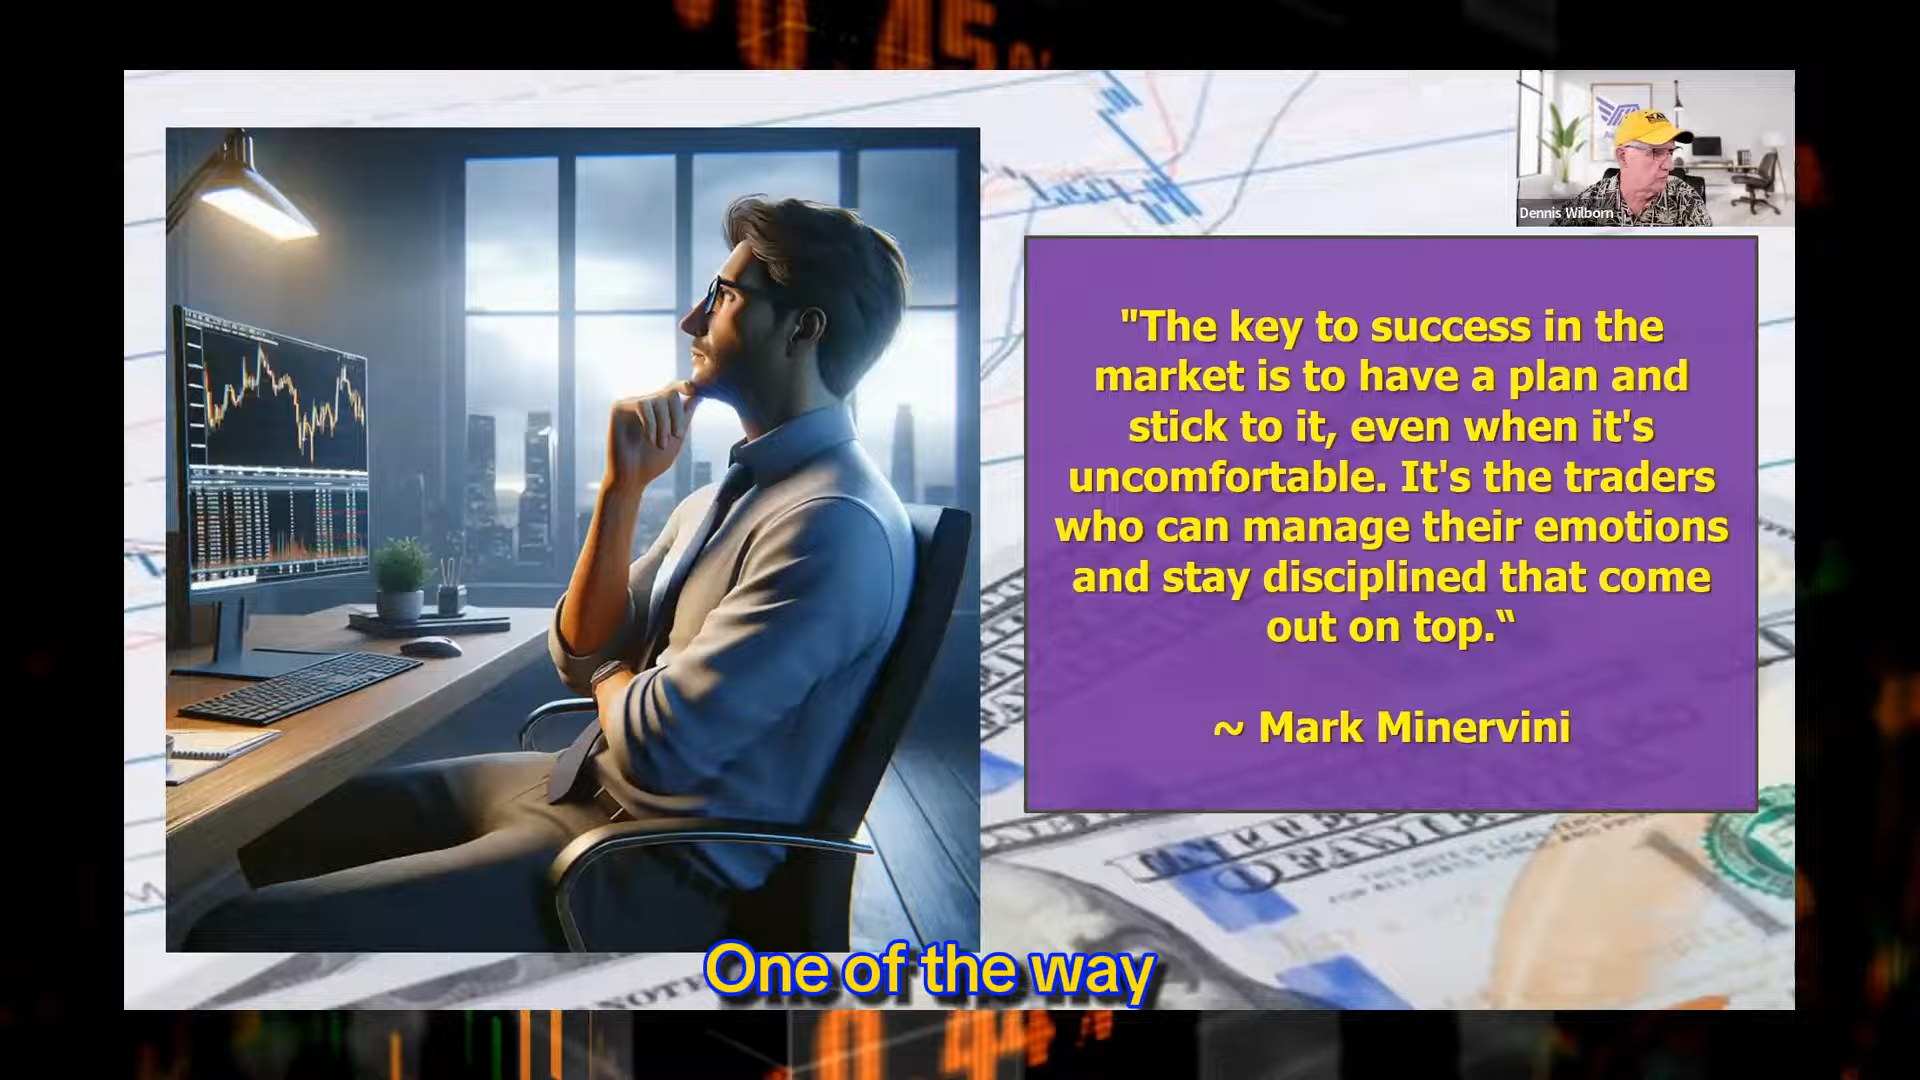 0.45%
Dennis Wilborn
"The key to success in the
market is to have a plan and
stick to it, even when it's
uncomfortable. It's the traders
who can manage their emotions
and stay disciplined that come
out on top.“
~ Mark Minervini
One of the way